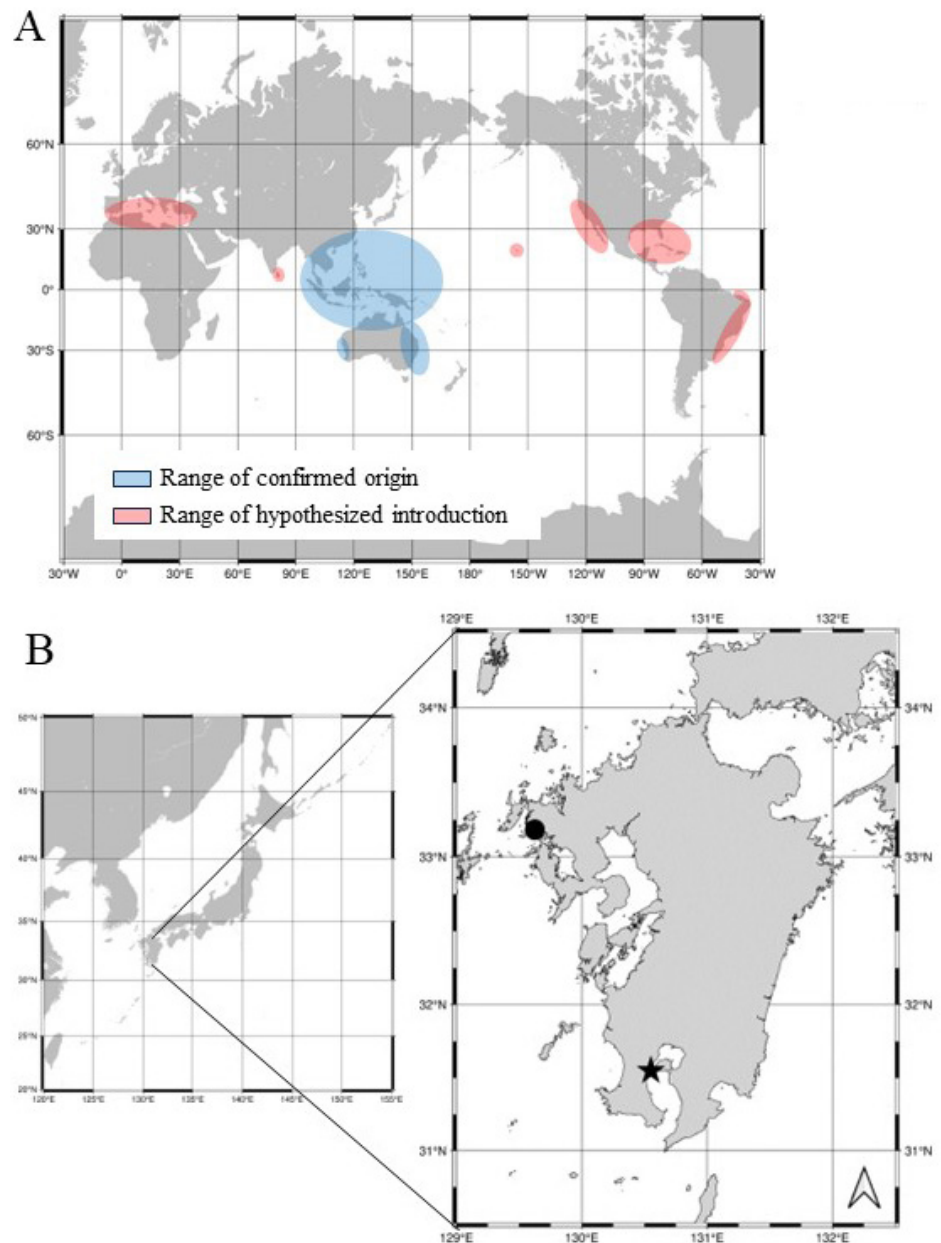 A
60°N
30°N
0°
30°S
60°S
Range of confirmed origin
Range of hypothesized introduction
30°W 0° 30°E 60°E 90°E 120°E 150°E 180° 150°W 120°W 90°W 60°W 30°W
B
129°E 130°E 131°E 132°E
50°N
45°N
40°N
35°N
30°N
25°N
20°N
120°E 125°E 130°E 135°E 140°E 145°E 150°E 155°E
34°N 34°N
33°N 33°N
32°N 32°N
31°N 31°N
129°E 130°E 131°E 132°E